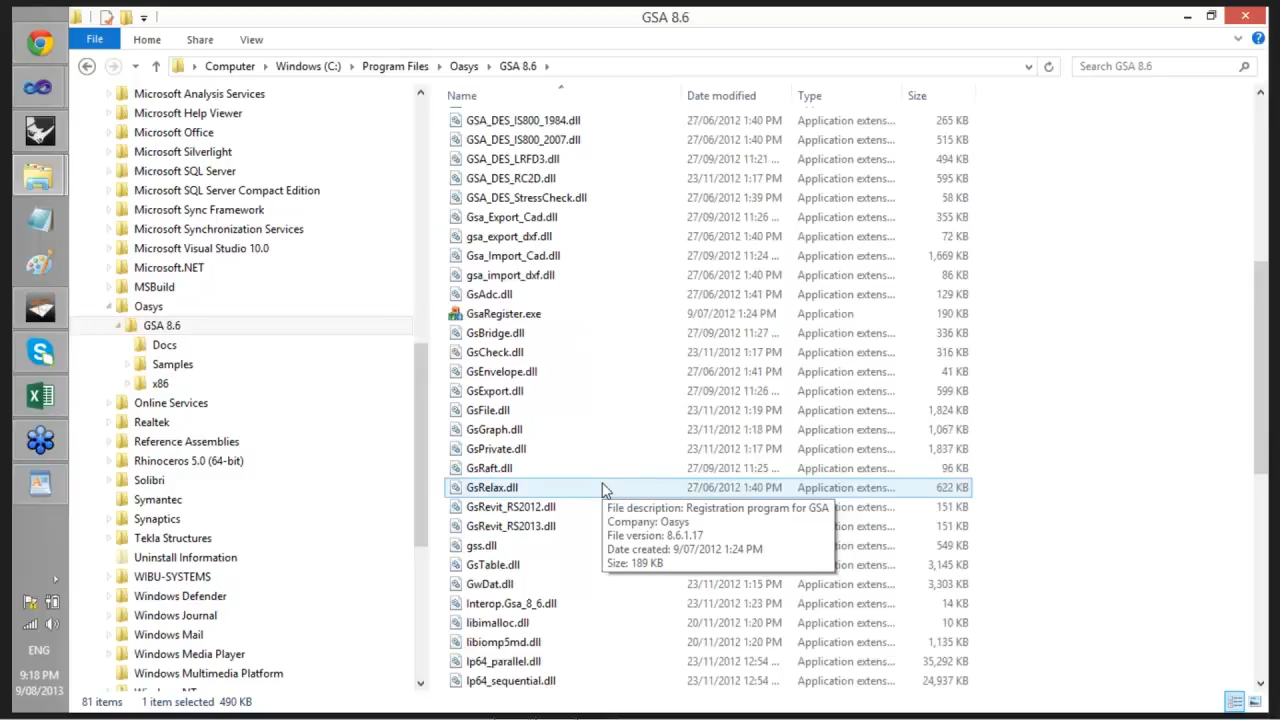 GSA 8.6
File Home Share View
Computer Windows (C:) Program Files Oasys GSA 8.6
Search GSA 8.6
Microsoft Analysis Services
Microsoft Help Viewer
Microsoft Office
Microsoft Silverlight
Microsoft SQL Server
Microsoft SQL Server Compact Edition
Microsoft Sync Framework
Microsoft Synchronization Services
Microsoft Visual Studio 10.0
Microsoft.NET
MSBuild
Oasys
GSA 8.6
Docs
Samples
x86
Online Services
Realtek
Reference Assemblies
Rhinoceros 5.0 (64-bit)
Solibri
Symantec
Synaptics
Tekla Structures
Uninstall Information
WIBU-SYSTEMS
Windows Defender
Windows Journal
Windows Mail
Windows Media Player
Windows Multimedia Platform
Name Date modified Type Size
GSA_DES_IS800_1984.dll 27/06/2012 1:40 PM Application extens... 265 KB
GSA_DES_IS800_2007.dll 27/06/2012 1:40 PM Application extens... 515 KB
GSA_DES_LRFD3.dll 27/09/2012 11:21 ... Application extens... 494 KB
GSA_DES_RC2D.dll 23/11/2012 1:17 PM Application extens... 595 KB
GSA_DES_StressCheck.dll 27/06/2012 1:39 PM Application extens... 58 KB
Gsa_Export_Cad.dll 27/09/2012 11:26 ... Application extens... 355 KB
gsa_export_dxf.dll 27/06/2012 1:40 PM Application extens... 72 KB
Gsa_Import_Cad.dll 27/09/2012 11:24 ... Application extens... 1,669 KB
gsa_import_dxf.dll 27/06/2012 1:40 PM Application extens... 86 KB
GsAdc.dll 27/06/2012 1:41 PM Application extens... 129 KB
GsaRegister.exe 9/07/2012 1:24 PM Application 190 KB
GsBridge.dll 27/09/2012 11:27 ... Application extens... 336 KB
GsCheck.dll 23/11/2012 1:17 PM Application extens... 316 KB
GsEnvelope.dll 27/06/2012 1:41 PM Application extens... 41 KB
GsExport.dll 27/09/2012 11:26 ... Application extens... 599 KB
GsFile.dll 23/11/2012 1:19 PM Application extens... 1,824 KB
GsGraph.dll 23/11/2012 1:18 PM Application extens... 1,067 KB
GsPrivate.dll 23/11/2012 1:17 PM Application extens... 1,837 KB
GsRaft.dll 27/09/2012 11:25 ... Application extens... 96 KB
GsRelax.dll 27/06/2012 1:40 PM Application extens... 622 KB
GsRevit_RS2012.dll Application extens... 151 KB
GsRevit_RS2013.dll Application extens... 151 KB
gss.dll Application extens... 549 KB
GsTable.dll Application extens... 3,145 KB
GwDat.dll 23/11/2012 1:15 PM Application extens... 3,303 KB
Interop.Gsa_8_6.dll 23/11/2012 1:23 PM Application extens... 14 KB
libimalloc.dll 20/11/2012 1:20 PM Application extens... 10 KB
libiomp5md.dll 20/11/2012 1:20 PM Application extens... 1,135 KB
lp64_parallel.dll 23/11/2012 12:54 ... Application extens... 35,292 KB
lp64_sequential.dll 23/11/2012 12:54 ... Application extens... 24,937 KB
File description: Registration program for GSA
Company: Oasys
File version: 8.6.1.17
Date created: 9/07/2012 1:24 PM
Size: 189 KB
ENG
9:18 PM
9/08/2013
81 items 1 item selected 490 KB